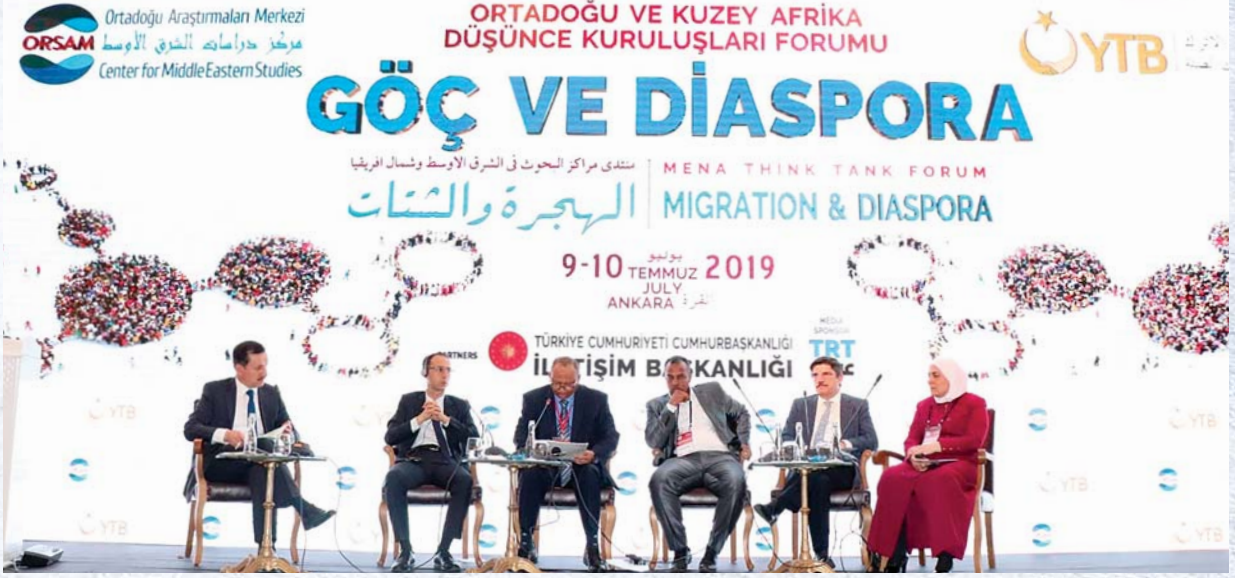 Ortadoğu Araştırmaları Merkezi
ORSAM
مركز دراسات الشرق الأوسط
Center for Middle Eastern Studies
ORTADOĞU VE KUZEY AFRİKA
DÜŞÜNCE KURULUŞLARI FORUMU
YTB
GÖÇ VE DİASPORA
منتدى مراكز البحوث في الشرق الاوسط وشمال افريقيا
الهجرة والشتات
MENA THINK TANK FORUM
MIGRATION & DIASPORA
يوليو
9-10 TEMMUZ 2019
JULY
ANKARA انقرة
PARTNERS
TÜRKİYE CUMHURİYETİ CUMHURBAŞKANLIĞI
İLETİŞİM BAŞKANLIĞI
MEDIA
SPONSOR
TRT
YTB
YTB
YTB
YTB